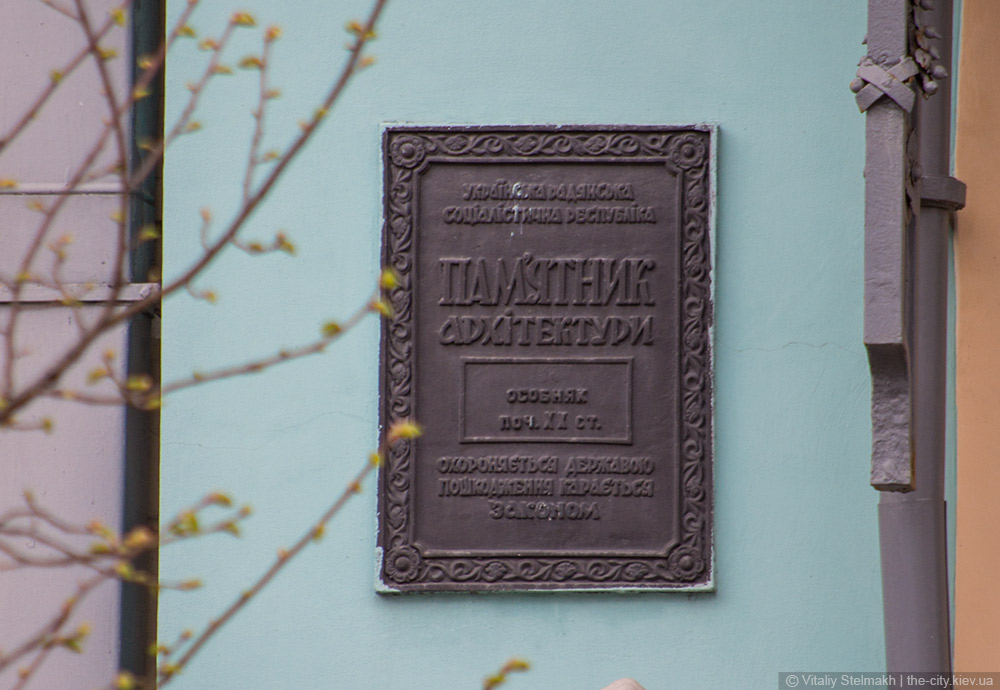 УКРАЇНСЬКА РАДЯНСЬКА
СОЦІАЛІСТИЧНА РЕСПУБЛІКА
ПАМ'ЯТНИК
АРХІТЕКТУРИ
ОСОБНЯК
ПОЧ. XX СТ.
ОХОРОНЯЄТЬСЯ ДЕРЖАВОЮ
ПОШКОДЖЕННЯ КАРАЄТЬСЯ
ЗАКОНОМ
© Vitaliy Stelmakh | the-city.kiev.ua